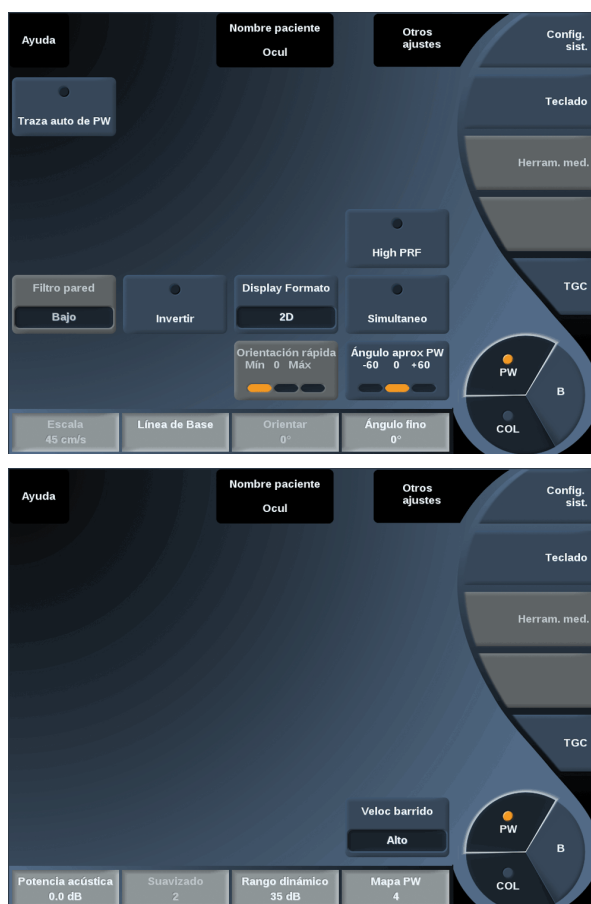 Ayuda
Nombre paciente
Ocul
Otros
ajustes
Config.
sist.
Traza auto de PW
Teclado
Herram. med.
High PRF
TGC
Filtro pared
Bajo
Invertir
Display Formato
2D
Simultaneo
Orientación rápida
Mín 0 Máx
Ángulo aprox PW
-60 0 +60
PW
B
COL
Escala
45 cm/s
Línea de Base
Orientar
0°
Ángulo fino
0°
Ayuda
Nombre paciente
Ocul
Otros
ajustes
Config.
sist.
Teclado
Herram. med.
TGC
Veloc barrido
Alto
PW
B
COL
Potencia acústica
0.0 dB
Suavizado
2
Rango dinámico
35 dB
Mapa PW
4